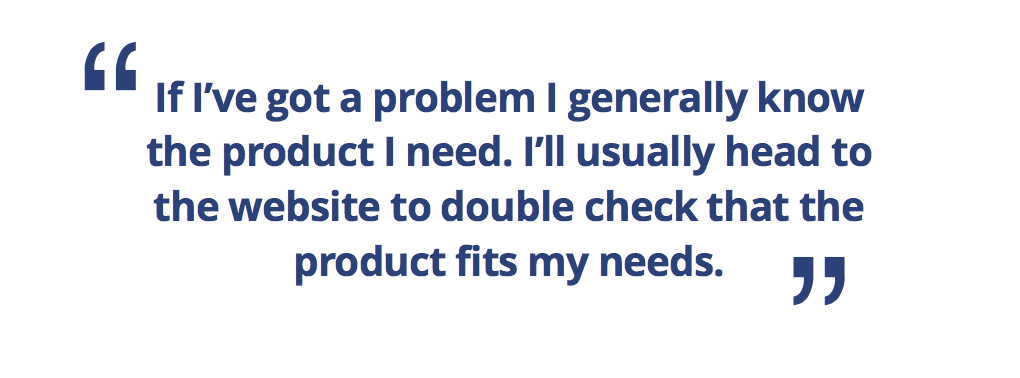 “ If I’ve got a problem I generally know
the product I need. I’ll usually head to
the website to double check that the
product fits my needs. ”